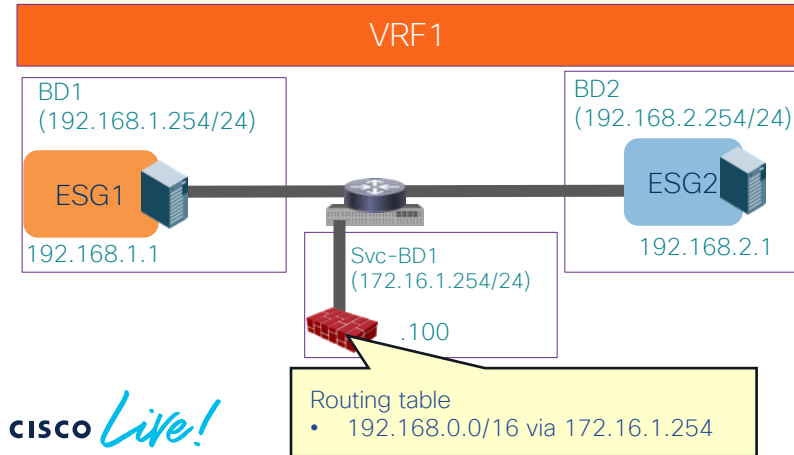 VRF1
BD1
(192.168.1.254/24)
BD2
(192.168.2.254/24)
ESG1
ESG2
192.168.1.1
192.168.2.1
Svc-BD1
(172.16.1.254/24)
.100
Routing table
• 192.168.0.0/16 via 172.16.1.254
CISCO Live!